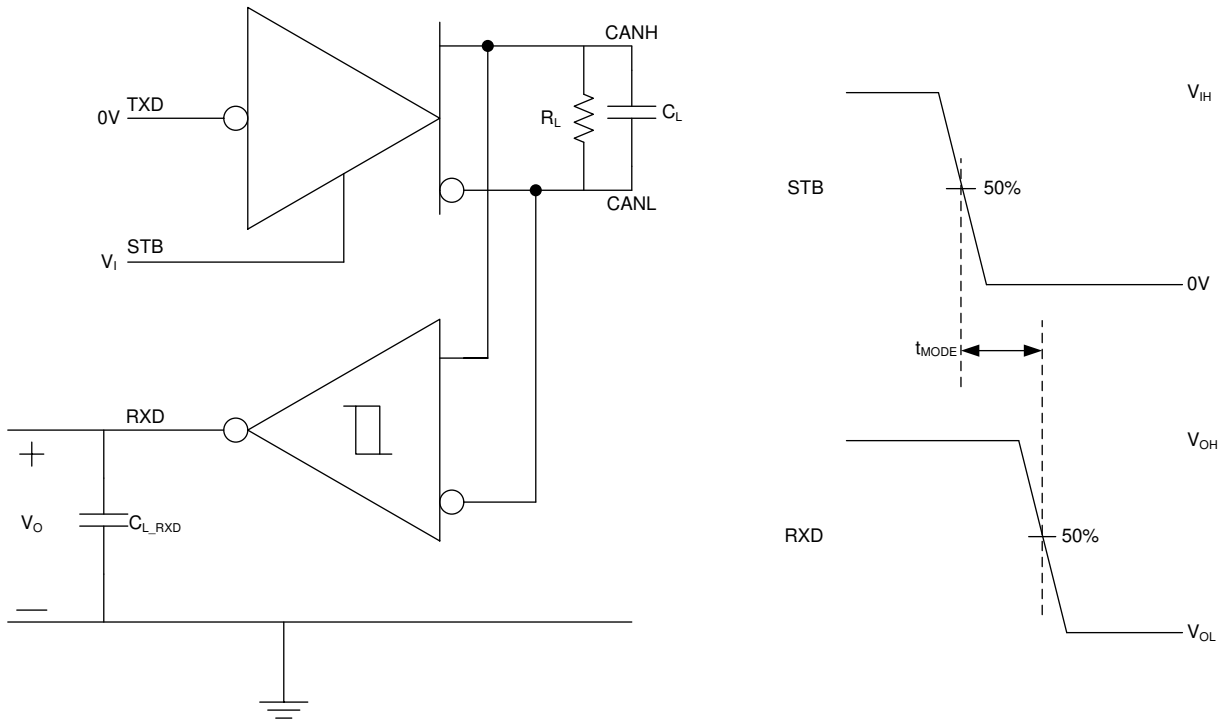 CANH
0V TXD
R_L
C_L
CANL
V_I STB
RXD
+
V_O
C_L_RXD
—
V_IH
STB
50%
0V
t_MODE
V_OH
RXD
50%
V_OL